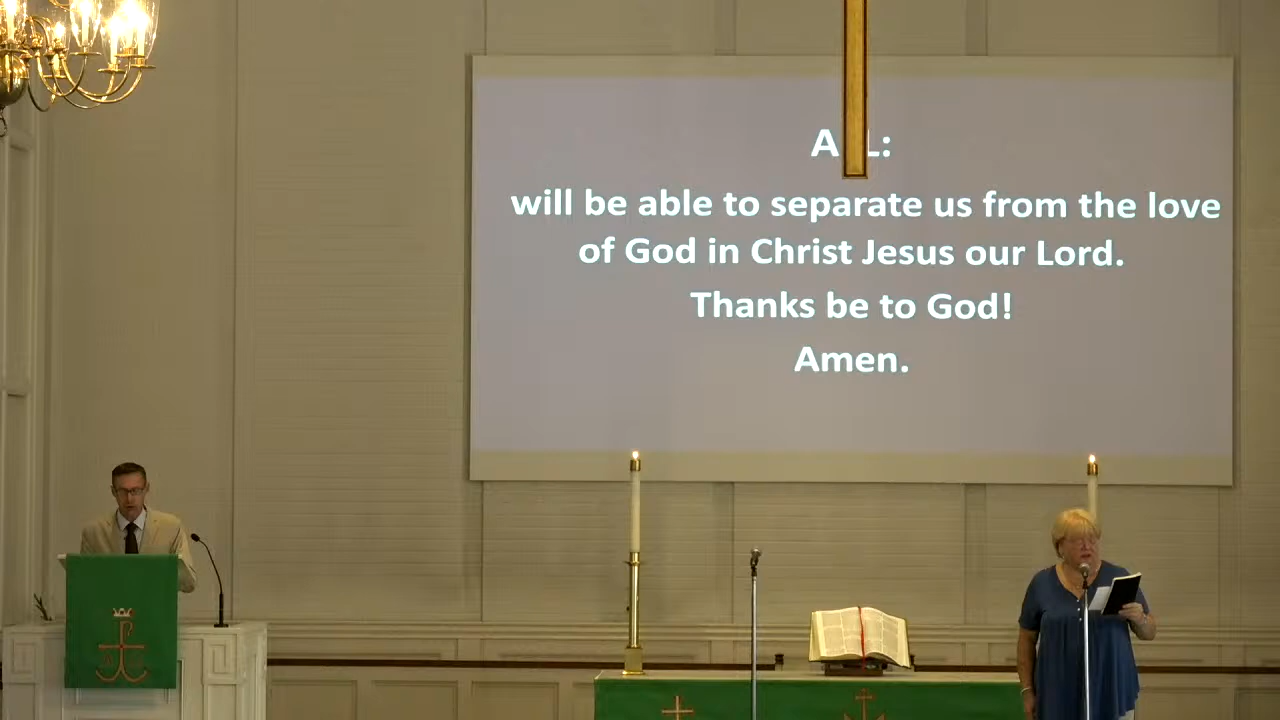 ALL:
will be able to separate us from the love
of God in Christ Jesus our Lord.
Thanks be to God!
Amen.